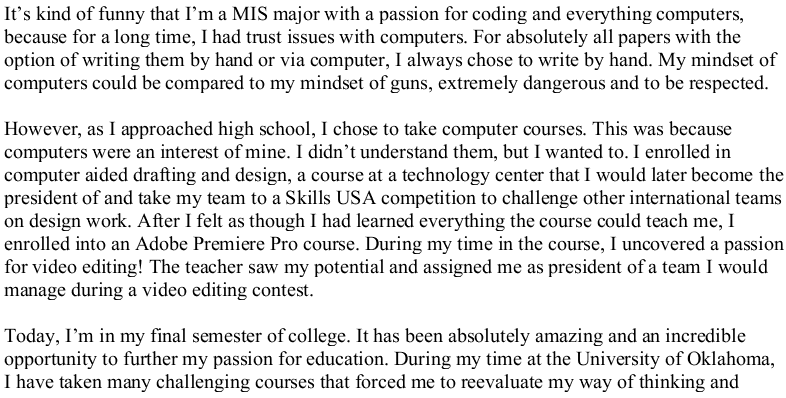 It’s kind of funny that I’m a MIS major with a passion for coding and everything computers,
because for a long time, I had trust issues with computers. For absolutely all papers with the
option of writing them by hand or via computer, I always chose to write by hand. My mindset of
computers could be compared to my mindset of guns, extremely dangerous and to be respected.
However, as I approached high school, I chose to take computer courses. This was because
computers were an interest of mine. I didn’t understand them, but I wanted to. I enrolled in
computer aided drafting and design, a course at a technology center that I would later become the
president of and take my team to a Skills USA competition to challenge other international teams
on design work. After I felt as though I had learned everything the course could teach me, I
enrolled into an Adobe Premiere Pro course. During my time in the course, I uncovered a passion
for video editing! The teacher saw my potential and assigned me as president of a team I would
manage during a video editing contest.
Today, I’m in my final semester of college. It has been absolutely amazing and an incredible
opportunity to further my passion for education. During my time at the University of Oklahoma,
I have taken many challenging courses that forced me to reevaluate my way of thinking and